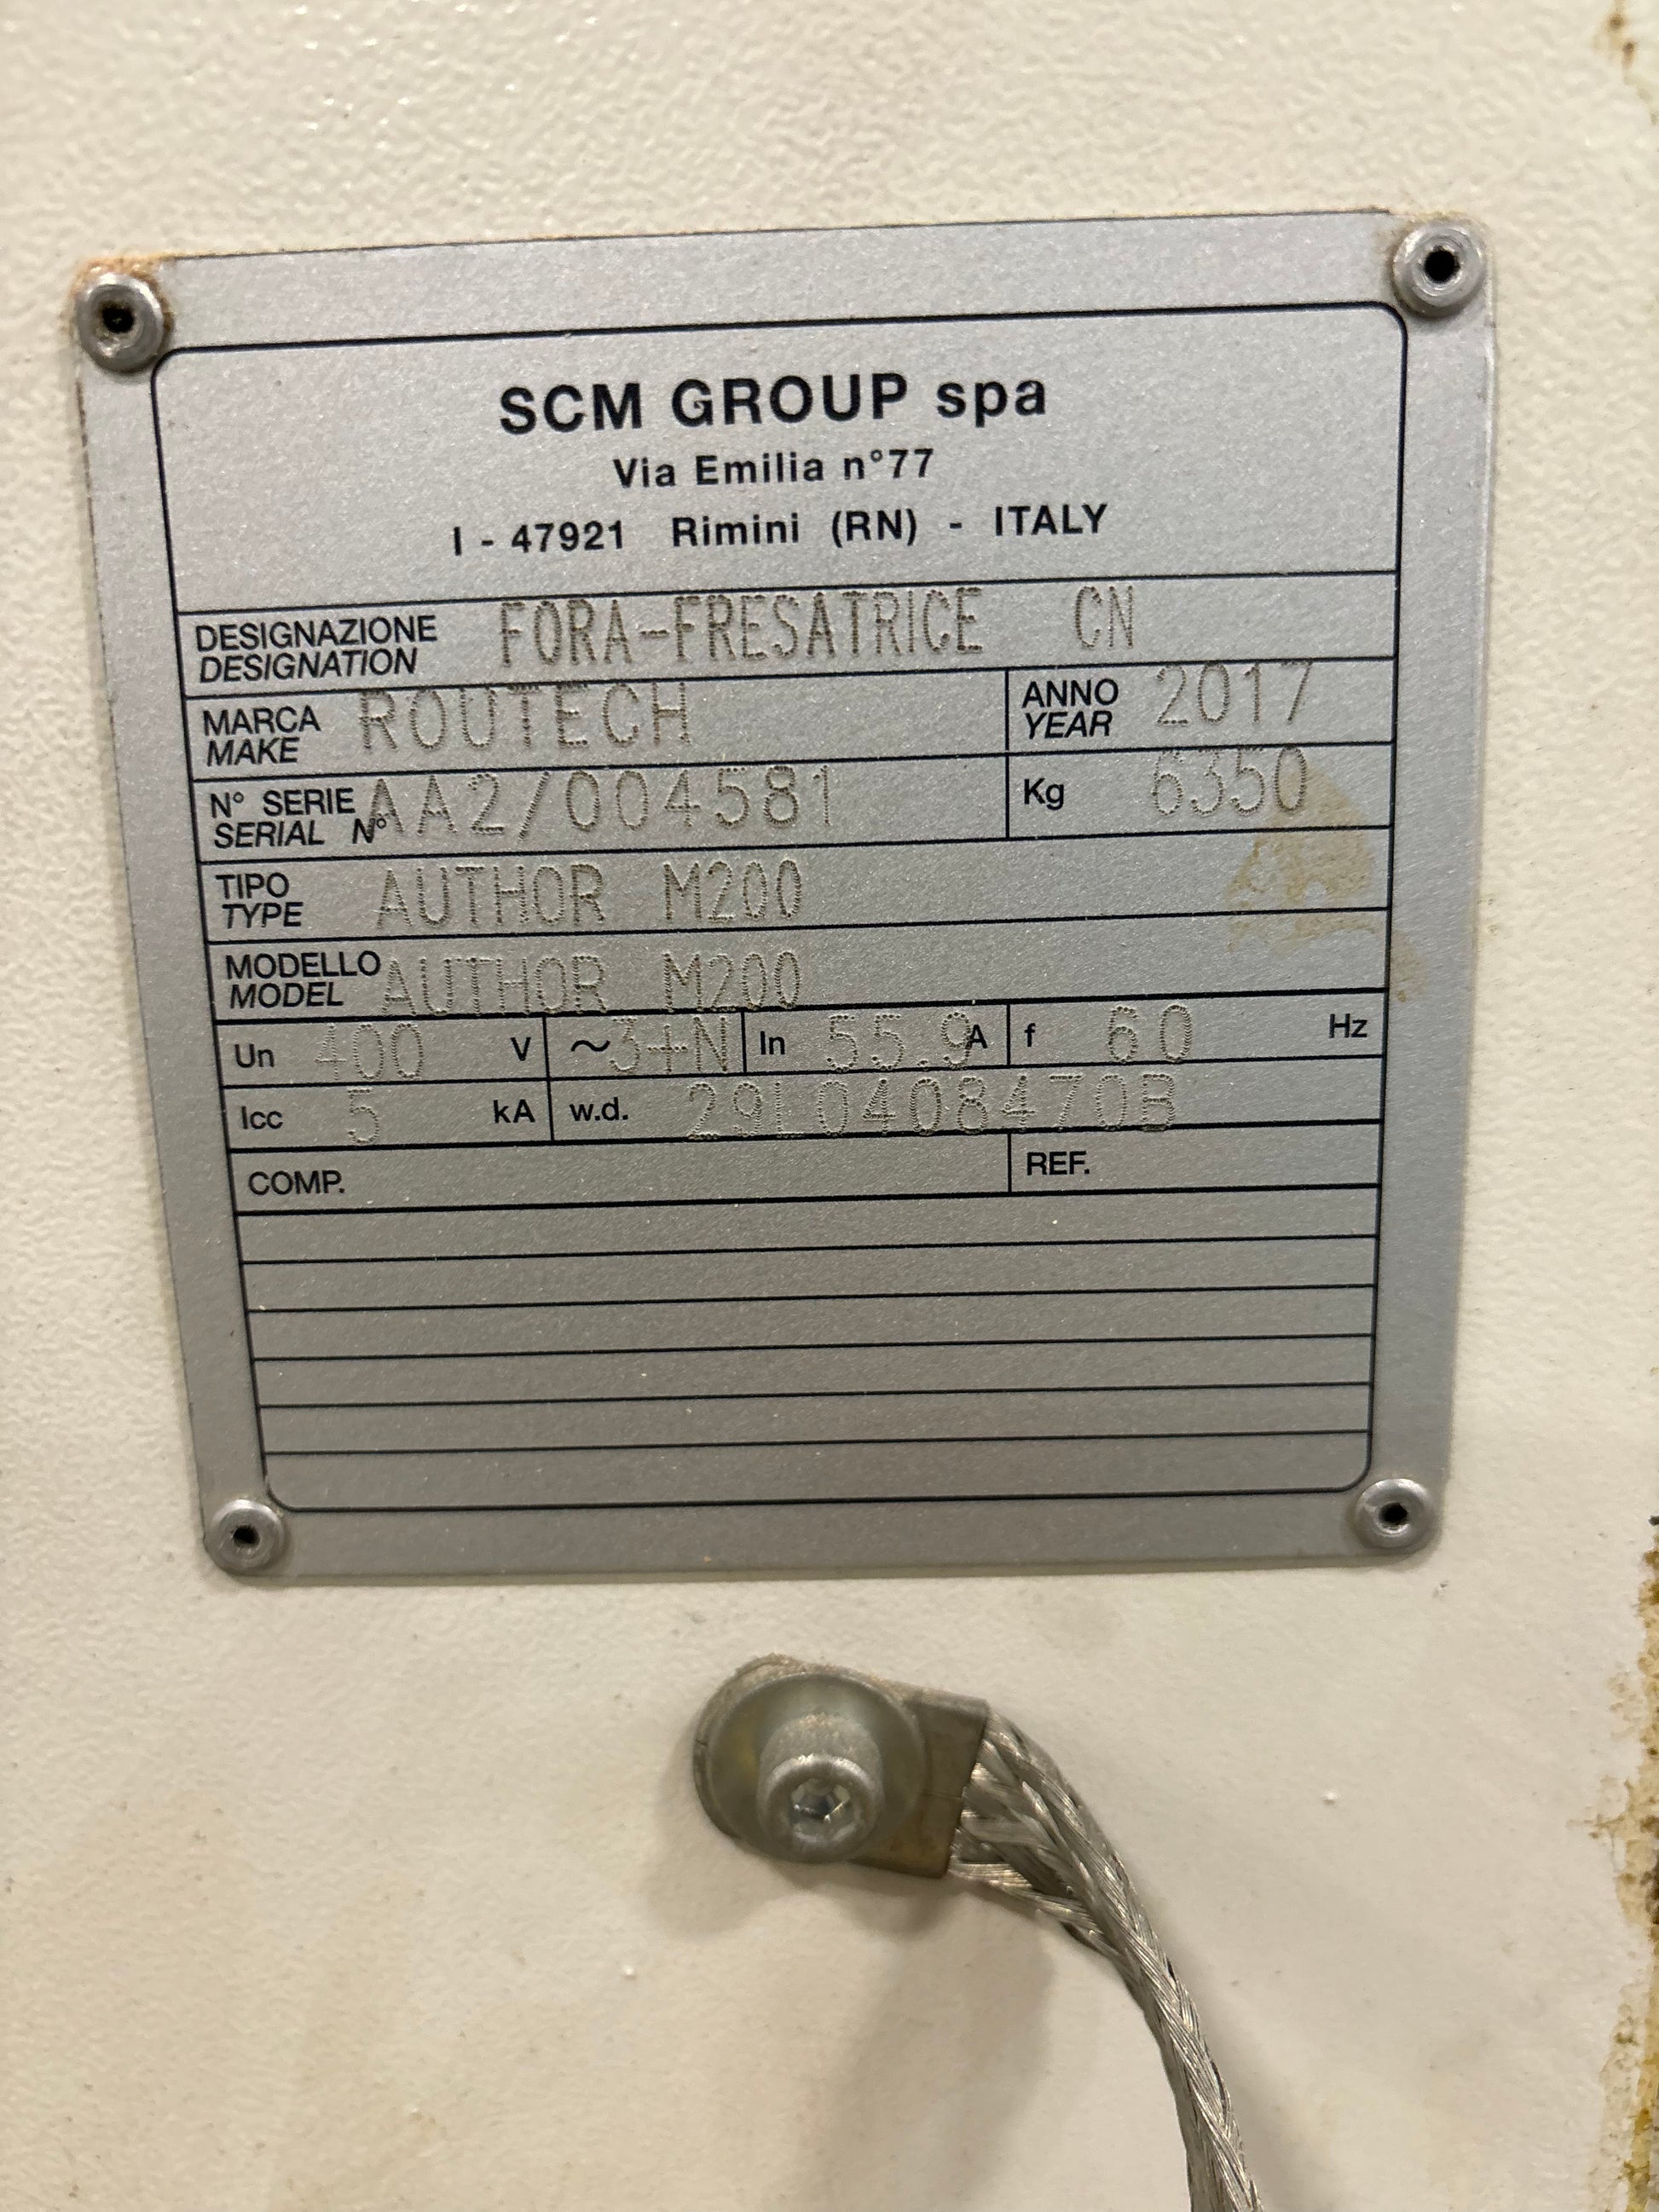 SCM GROUP spa
Via Emilia n°77
I - 47921 Rimini (RN) - ITALY
DESIGNAZIONE FORA-FRESATRICE CN
DESIGNATION
MARCA ROUTECH ANNO 2017
MAKE YEAR
N° SERIE AA2/004581 Kg 6350
SERIAL N°
TIPO AUTHOR M200
TYPE
MODELLO AUTHOR M200
MODEL
Un 400 V ~3+N In 55.9 A f 60 Hz
Icc 5 kA w.d. 29L0408470B
COMP. REF.